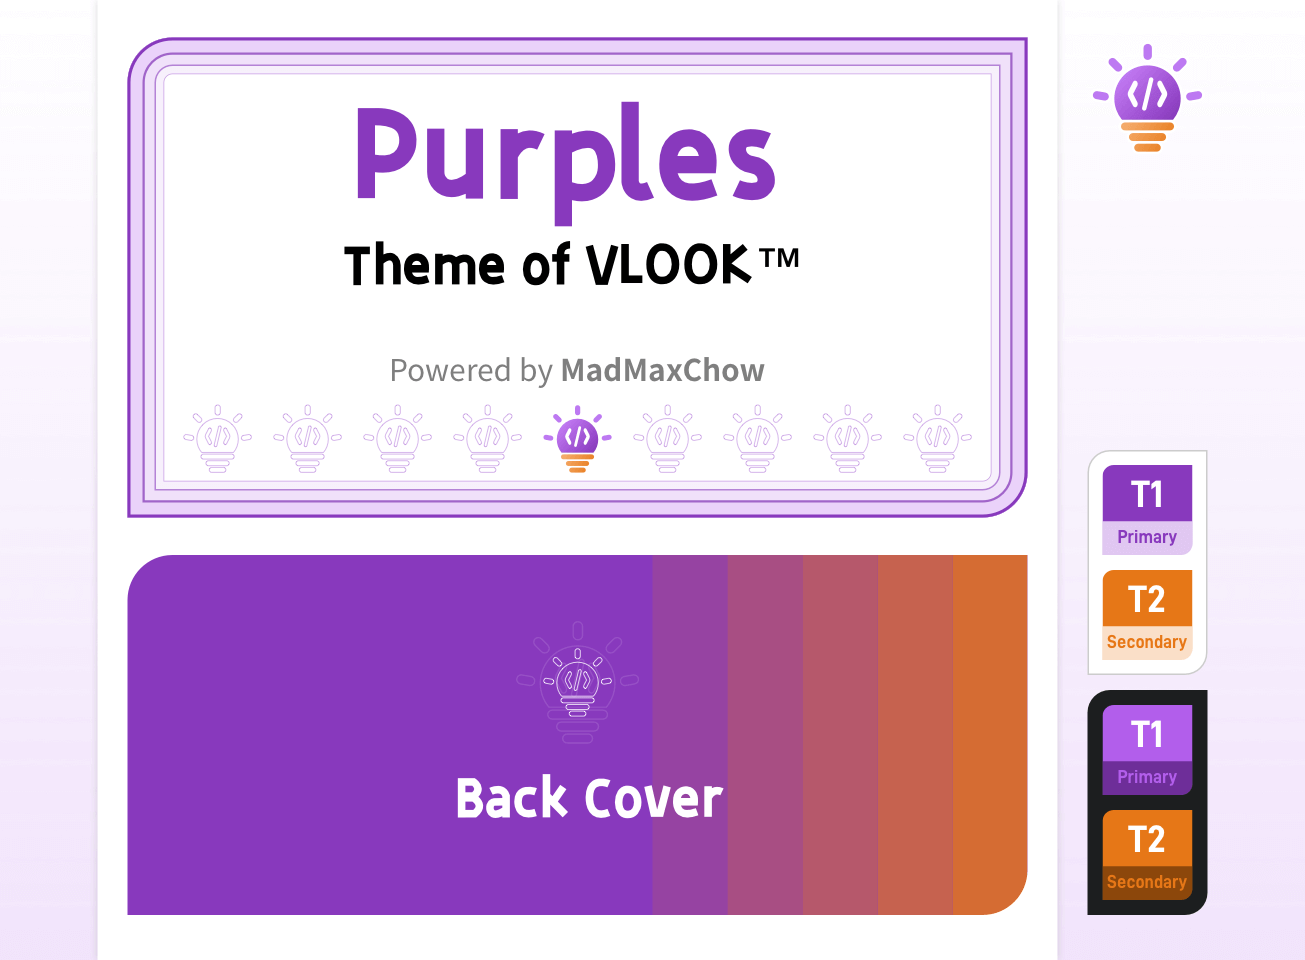 Purples
Theme of VLOOK™
Powered by MadMaxChow
Back Cover
T1
Primary
T2
Secondary
T1
Primary
T2
Secondary